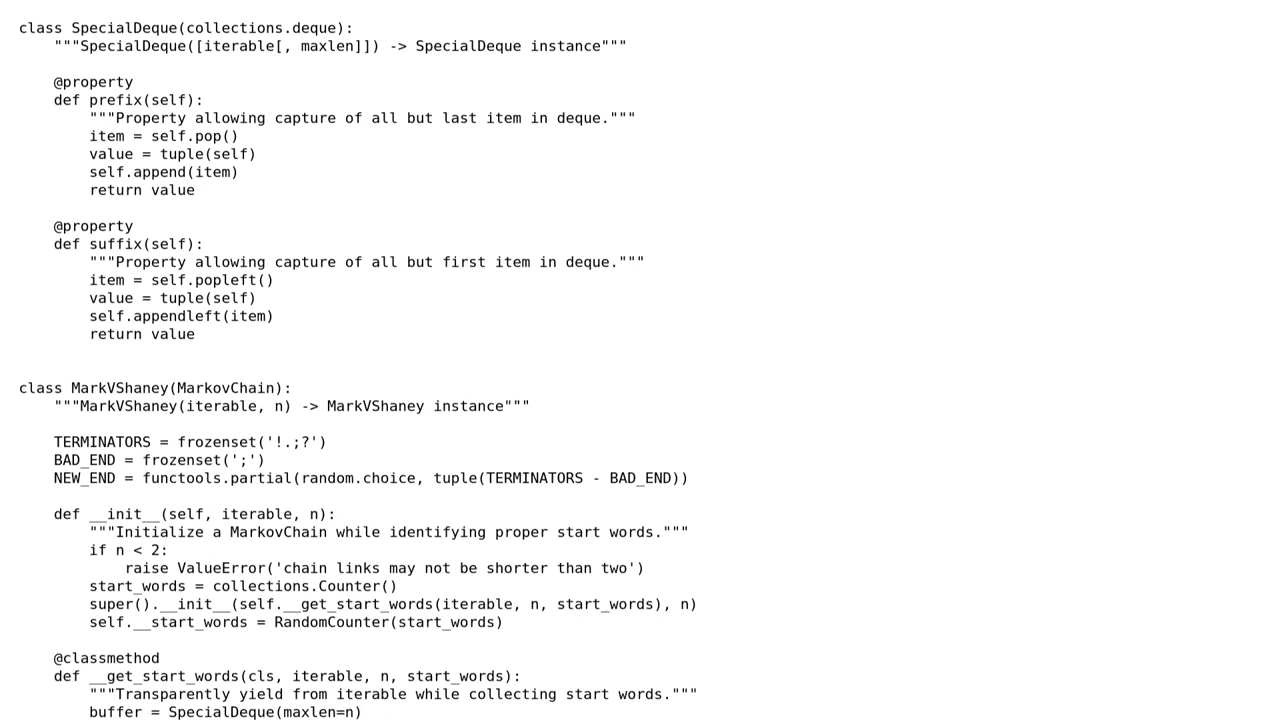 class SpecialDeque(collections.deque):
    """SpecialDeque([iterable[, maxlen]]) -> SpecialDeque instance"""

    @property
    def prefix(self):
        """Property allowing capture of all but last item in deque."""
        item = self.pop()
        value = tuple(self)
        self.append(item)
        return value

    @property
    def suffix(self):
        """Property allowing capture of all but first item in deque."""
        item = self.popleft()
        value = tuple(self)
        self.appendleft(item)
        return value


class MarkVShaney(MarkovChain):
    """MarkVShaney(iterable, n) -> MarkVShaney instance"""

    TERMINATORS = frozenset('!.;?')
    BAD_END = frozenset(';')
    NEW_END = functools.partial(random.choice, tuple(TERMINATORS - BAD_END))

    def __init__(self, iterable, n):
        """Initialize a MarkovChain while identifying proper start words."""
        if n < 2:
            raise ValueError('chain links may not be shorter than two')
        start_words = collections.Counter()
        super().__init__(self.__get_start_words(iterable, n, start_words), n)
        self.__start_words = RandomCounter(start_words)

    @classmethod
    def __get_start_words(cls, iterable, n, start_words):
        """Transparently yield from iterable while collecting start words."""
        buffer = SpecialDeque(maxlen=n)